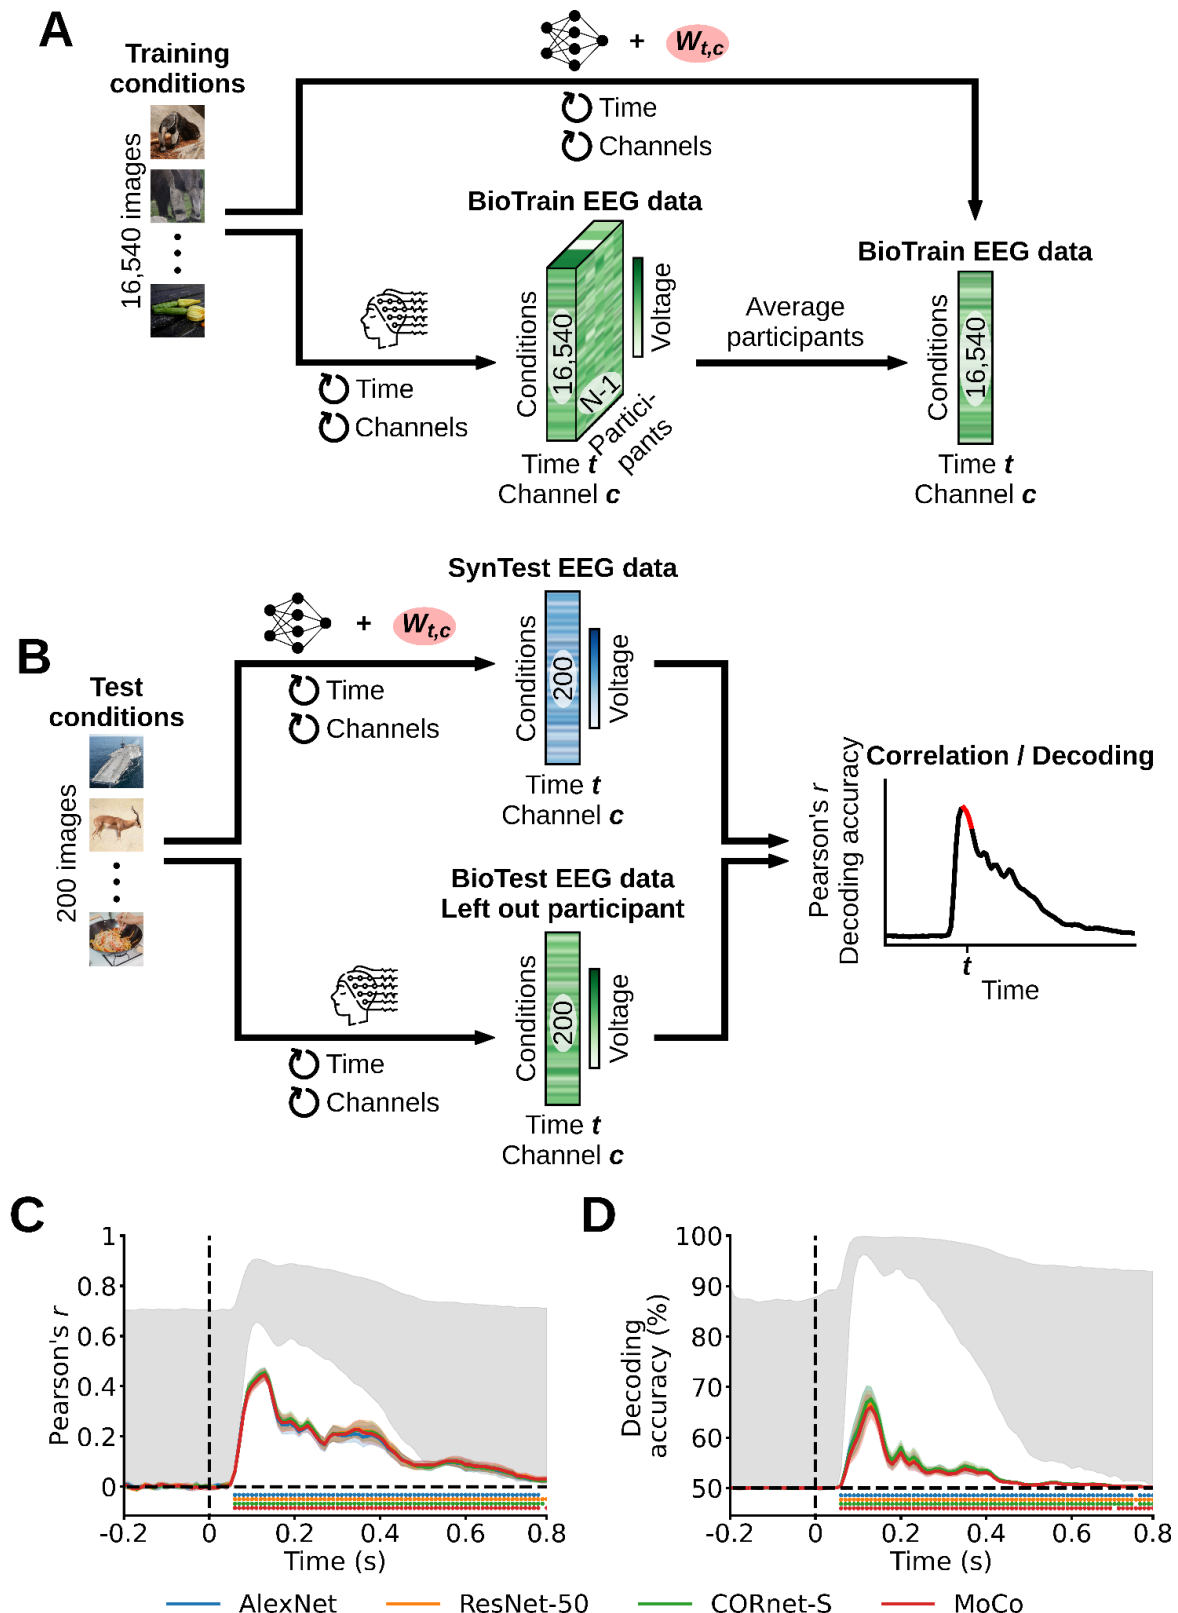 A
Training
conditions
16,540 images
+ Wt,c
Time
Channels
BioTrain EEG data
Conditions
16,540
N-1
Partici-
pants
Voltage
Time t
Channel c
Time
Channels
Average
participants
BioTrain EEG data
Conditions
16,540
Time t
Channel c
B
Test
conditions
200 images
+ Wt,c
Time
Channels
SynTest EEG data
Conditions
200
Voltage
Time t
Channel c
BioTest EEG data
Left out participant
Time
Channels
Conditions
200
Voltage
Time t
Channel c
Correlation / Decoding
Pearson's r
Decoding accuracy
t
Time
C
Pearson's r
1
0.8
0.6
0.4
0.2
0
-0.2 0 0.2 0.4 0.6 0.8
Time (s)
D
Decoding
accuracy (%)
100
90
80
70
60
50
-0.2 0 0.2 0.4 0.6 0.8
Time (s)
AlexNet ResNet-50 CORnet-S MoCo